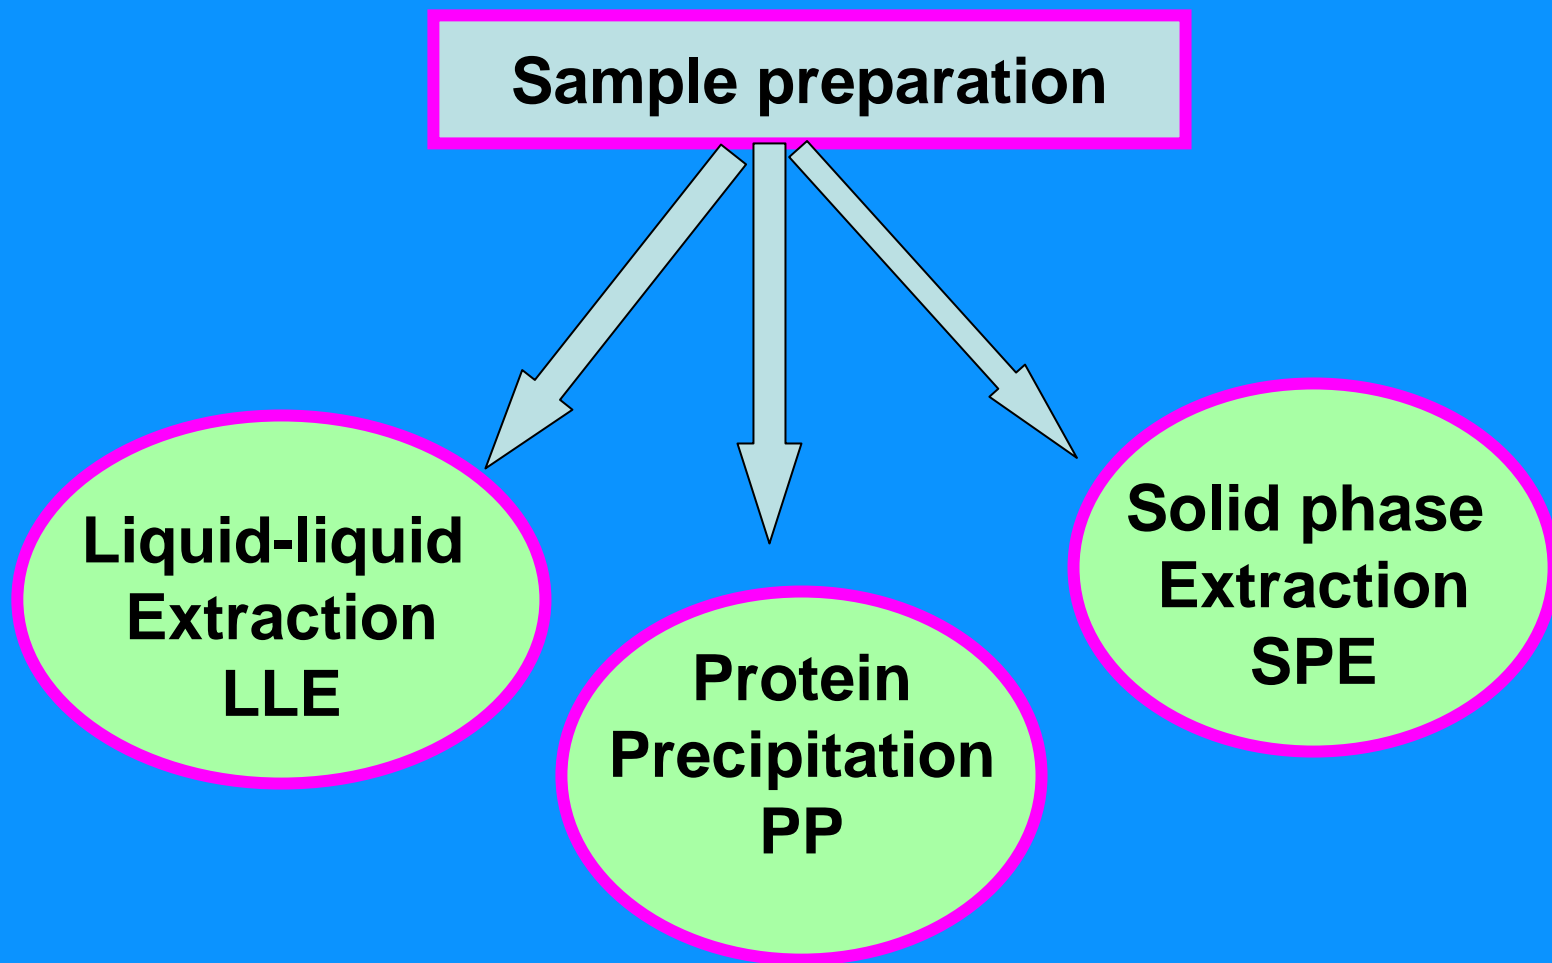 Sample preparation
Liquid-liquid
Extraction
LLE
Protein
Precipitation
PP
Solid phase
Extraction
SPE